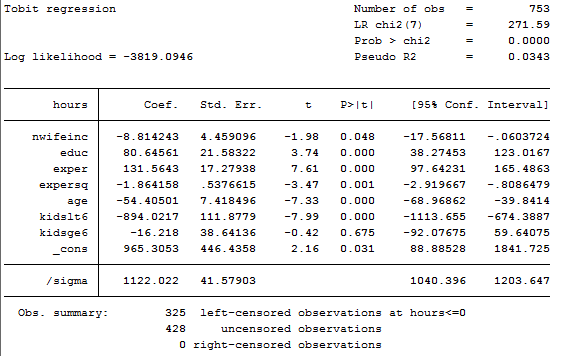 Tobit regression                                  Number of obs   =        753
                                                  LR chi2(7)      =     271.59
                                                  Prob > chi2     =     0.0000
Log likelihood = -3819.0946                       Pseudo R2       =     0.0343
hours        Coef.   Std. Err.      t    P>|t|     [95% Conf. Interval]
nwifeinc    -8.814243   4.459096    -1.98   0.048    -17.56811   -.0603724
educ     80.64561   21.58322     3.74   0.000     38.27453    123.0167
exper     131.5643   17.27938     7.61   0.000     97.64231    165.4863
expersq    -1.864158   .5376615    -3.47   0.001    -2.919667   -.8086479
age    -54.40501   7.418496    -7.33   0.000    -68.96862    -39.8414
kidslt6    -894.0217   111.8779    -7.99   0.000    -1113.655   -674.3887
kidsge6      -16.218   38.64136    -0.42   0.675    -92.07675    59.64075
_cons     965.3053   446.4358     2.16   0.031     88.88528    1841.725
/sigma     1122.022   41.57903                      1040.396    1203.647
Obs. summary:        325  left-censored observations at hours<=0
428     uncensored observations
0 right-censored observations